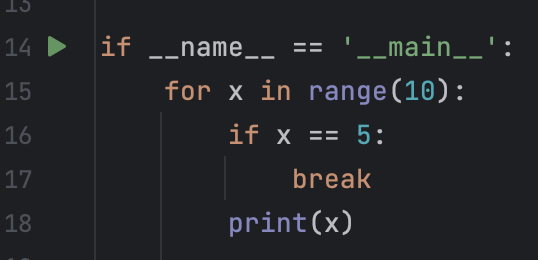 13
14 if __name__ == '__main__':
15     for x in range(10):
16         if x == 5:
17             break
18         print(x)